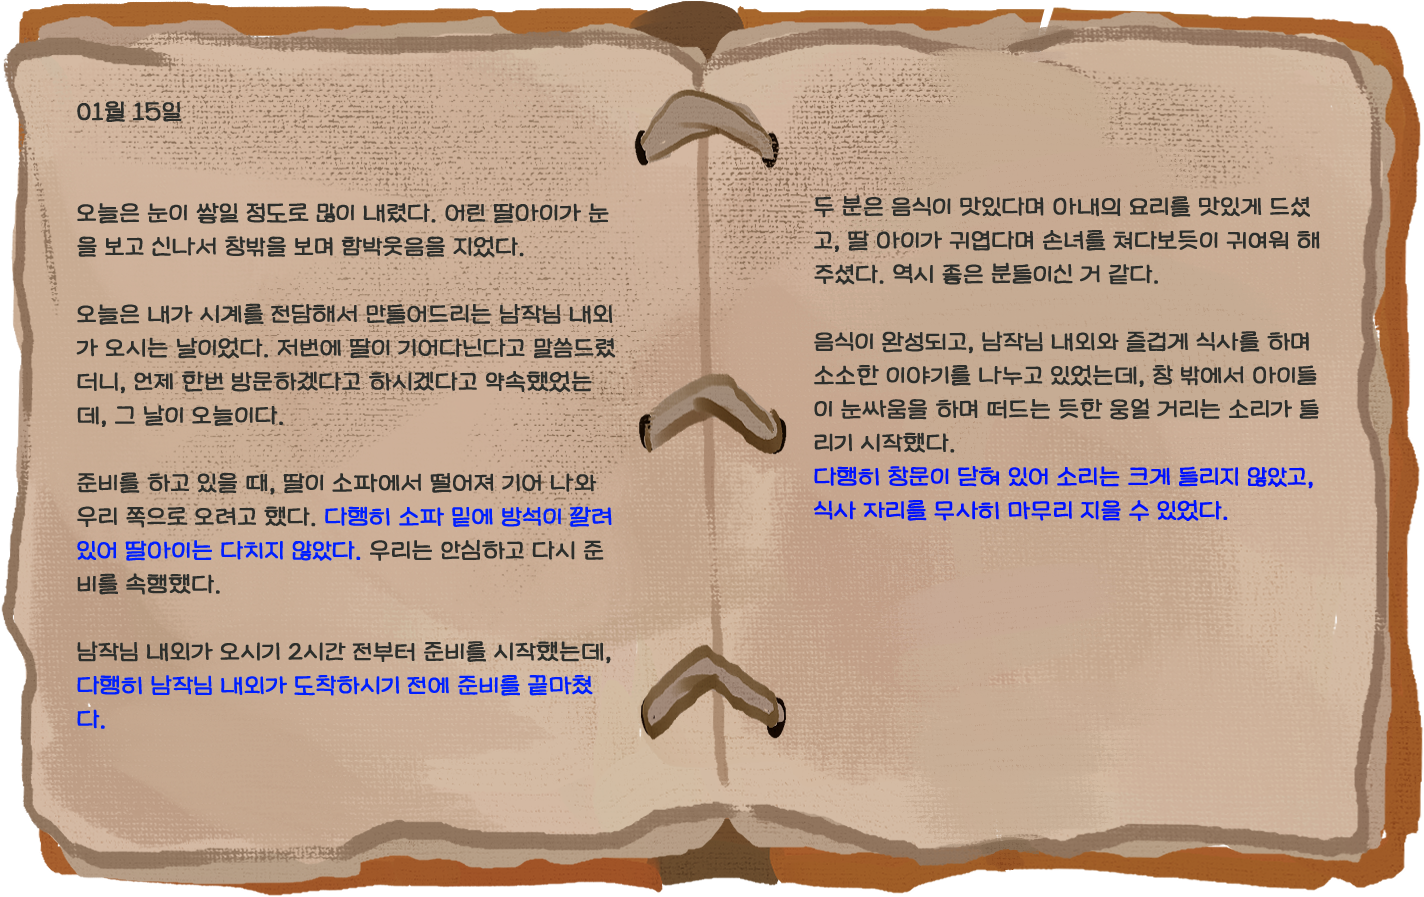 01월 15일
오늘은 눈이 쌓일 정도로 많이 내렸다. 어린 딸아이가 눈
을 보고 신나서 창밖을 보며 함박웃음을 지었다.
오늘은 내가 시계를 전담해서 만들어드리는 남작님 내외
가 오시는 날이었다. 저번에 딸이 기어다닌다고 말씀드렸
더니, 언제 한번 방문하겠다고 하시겠다고 약속했었는
데, 그 날이 오늘이다.
준비를 하고 있을 때, 딸이 소파에서 떨어져 기어 나와
우리 쪽으로 오려고 했다. 다행히 소파 밑에 방석이 깔려
있어 딸아이는 다치지 않았다. 우리는 안심하고 다시 준
비를 속행했다.
남작님 내외가 오시기 2시간 전부터 준비를 시작했는데,
다행히 남작님 내외가 도착하시기 전에 준비를 끝마쳤
다.
두 분은 음식이 맛있다며 아내의 요리를 맛있게 드셨
고, 딸 아이가 귀엽다며 손녀를 쳐다보듯이 귀여워 해
주셨다. 역시 좋은 분들이신 거 같다.
음식이 완성되고, 남작님 내외와 즐겁게 식사를 하며
소소한 이야기를 나누고 있었는데, 창 밖에서 아이들
이 눈싸움을 하며 떠드는 듯한 웅얼 거리는 소리가 들
리기 시작했다.
다행히 창문이 닫혀 있어 소리는 크게 들리지 않았고,
식사 자리를 무사히 마무리 지을 수 있었다.